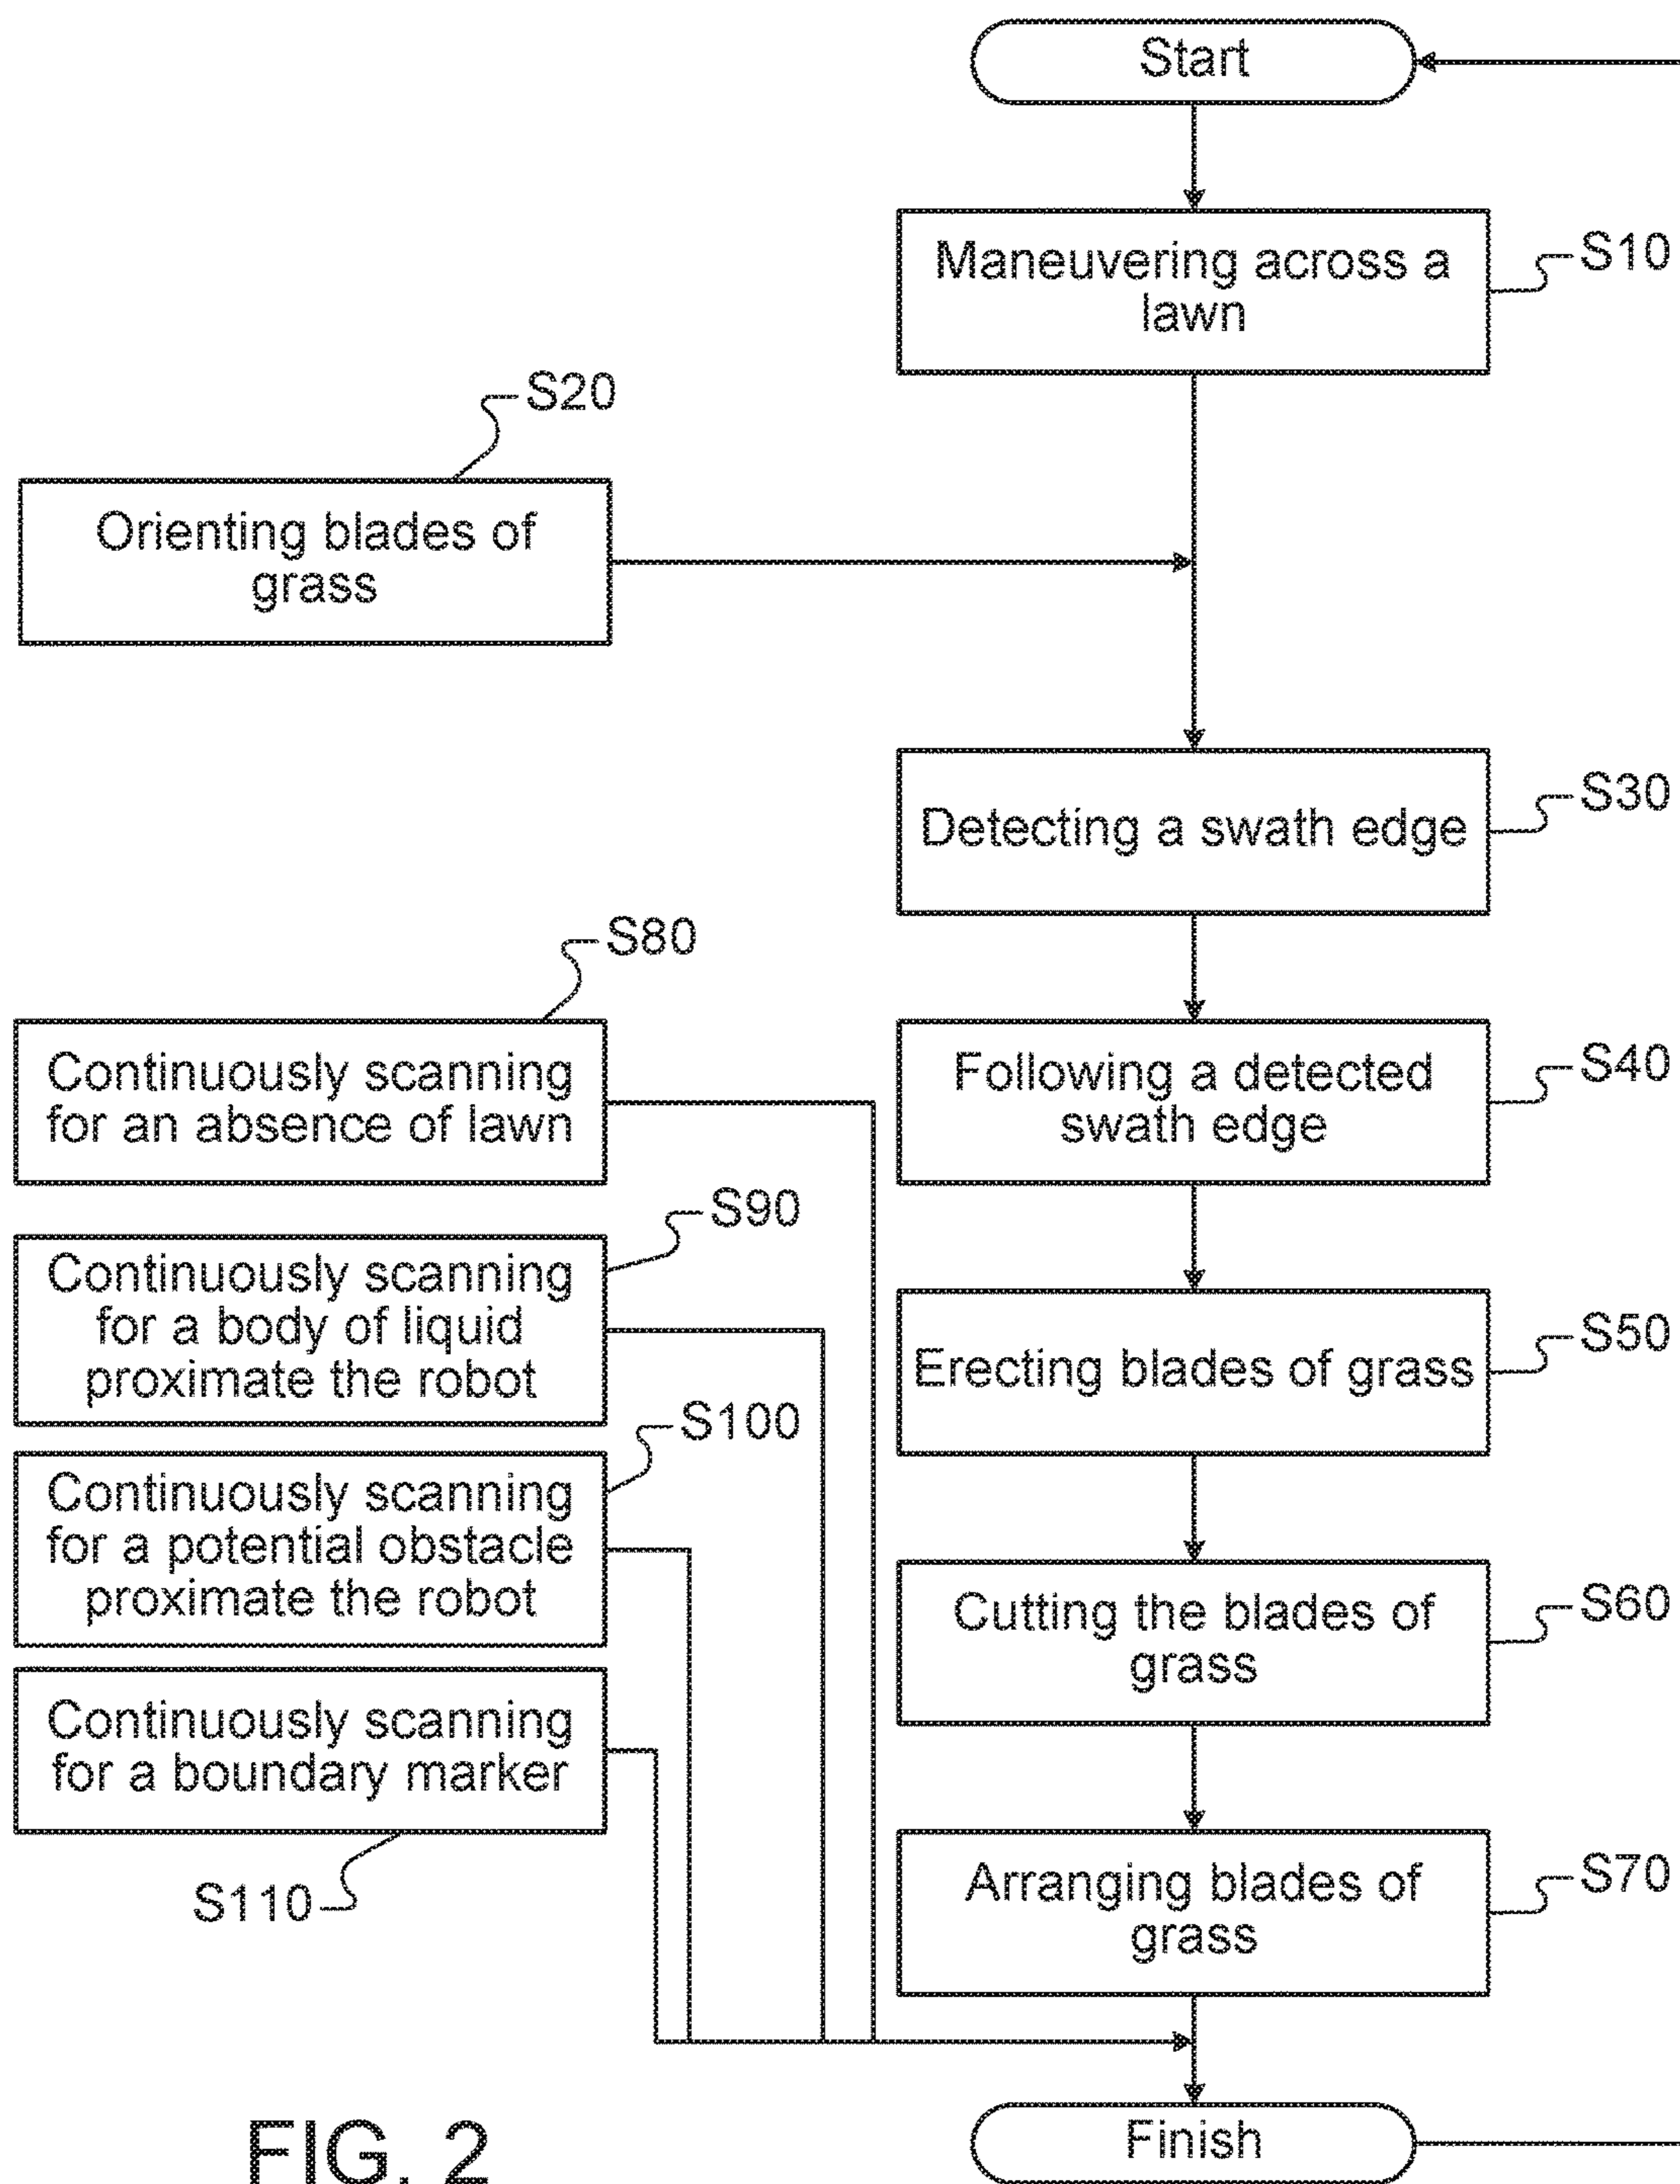 Start
Maneuvering across a
lawn
S10
S20
Orienting blades of
grass
Detecting a swath edge
S30
S80
Continuously scanning
for an absence of lawn
Following a detected
swath edge
S40
S90
Continuously scanning
for a body of liquid
proximate the robot
Erecting blades of grass
S50
S100
Continuously scanning
for a potential obstacle
proximate the robot
Cutting the blades of
grass
S60
Continuously scanning
for a boundary marker
S110
Arranging blades of
grass
S70
Finish
FIG. 2